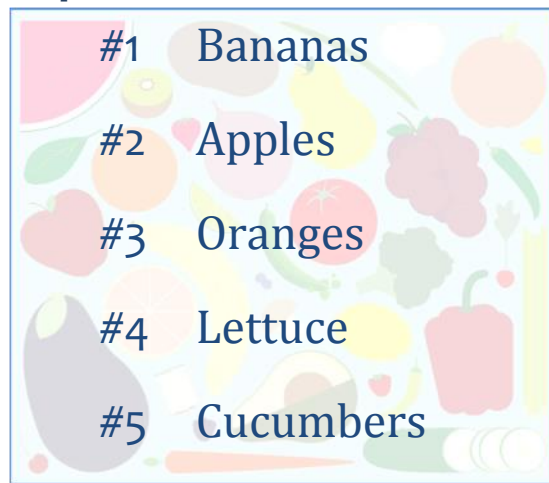 #1 Bananas
#2 Apples
#3 Oranges
#4 Lettuce
#5 Cucumbers